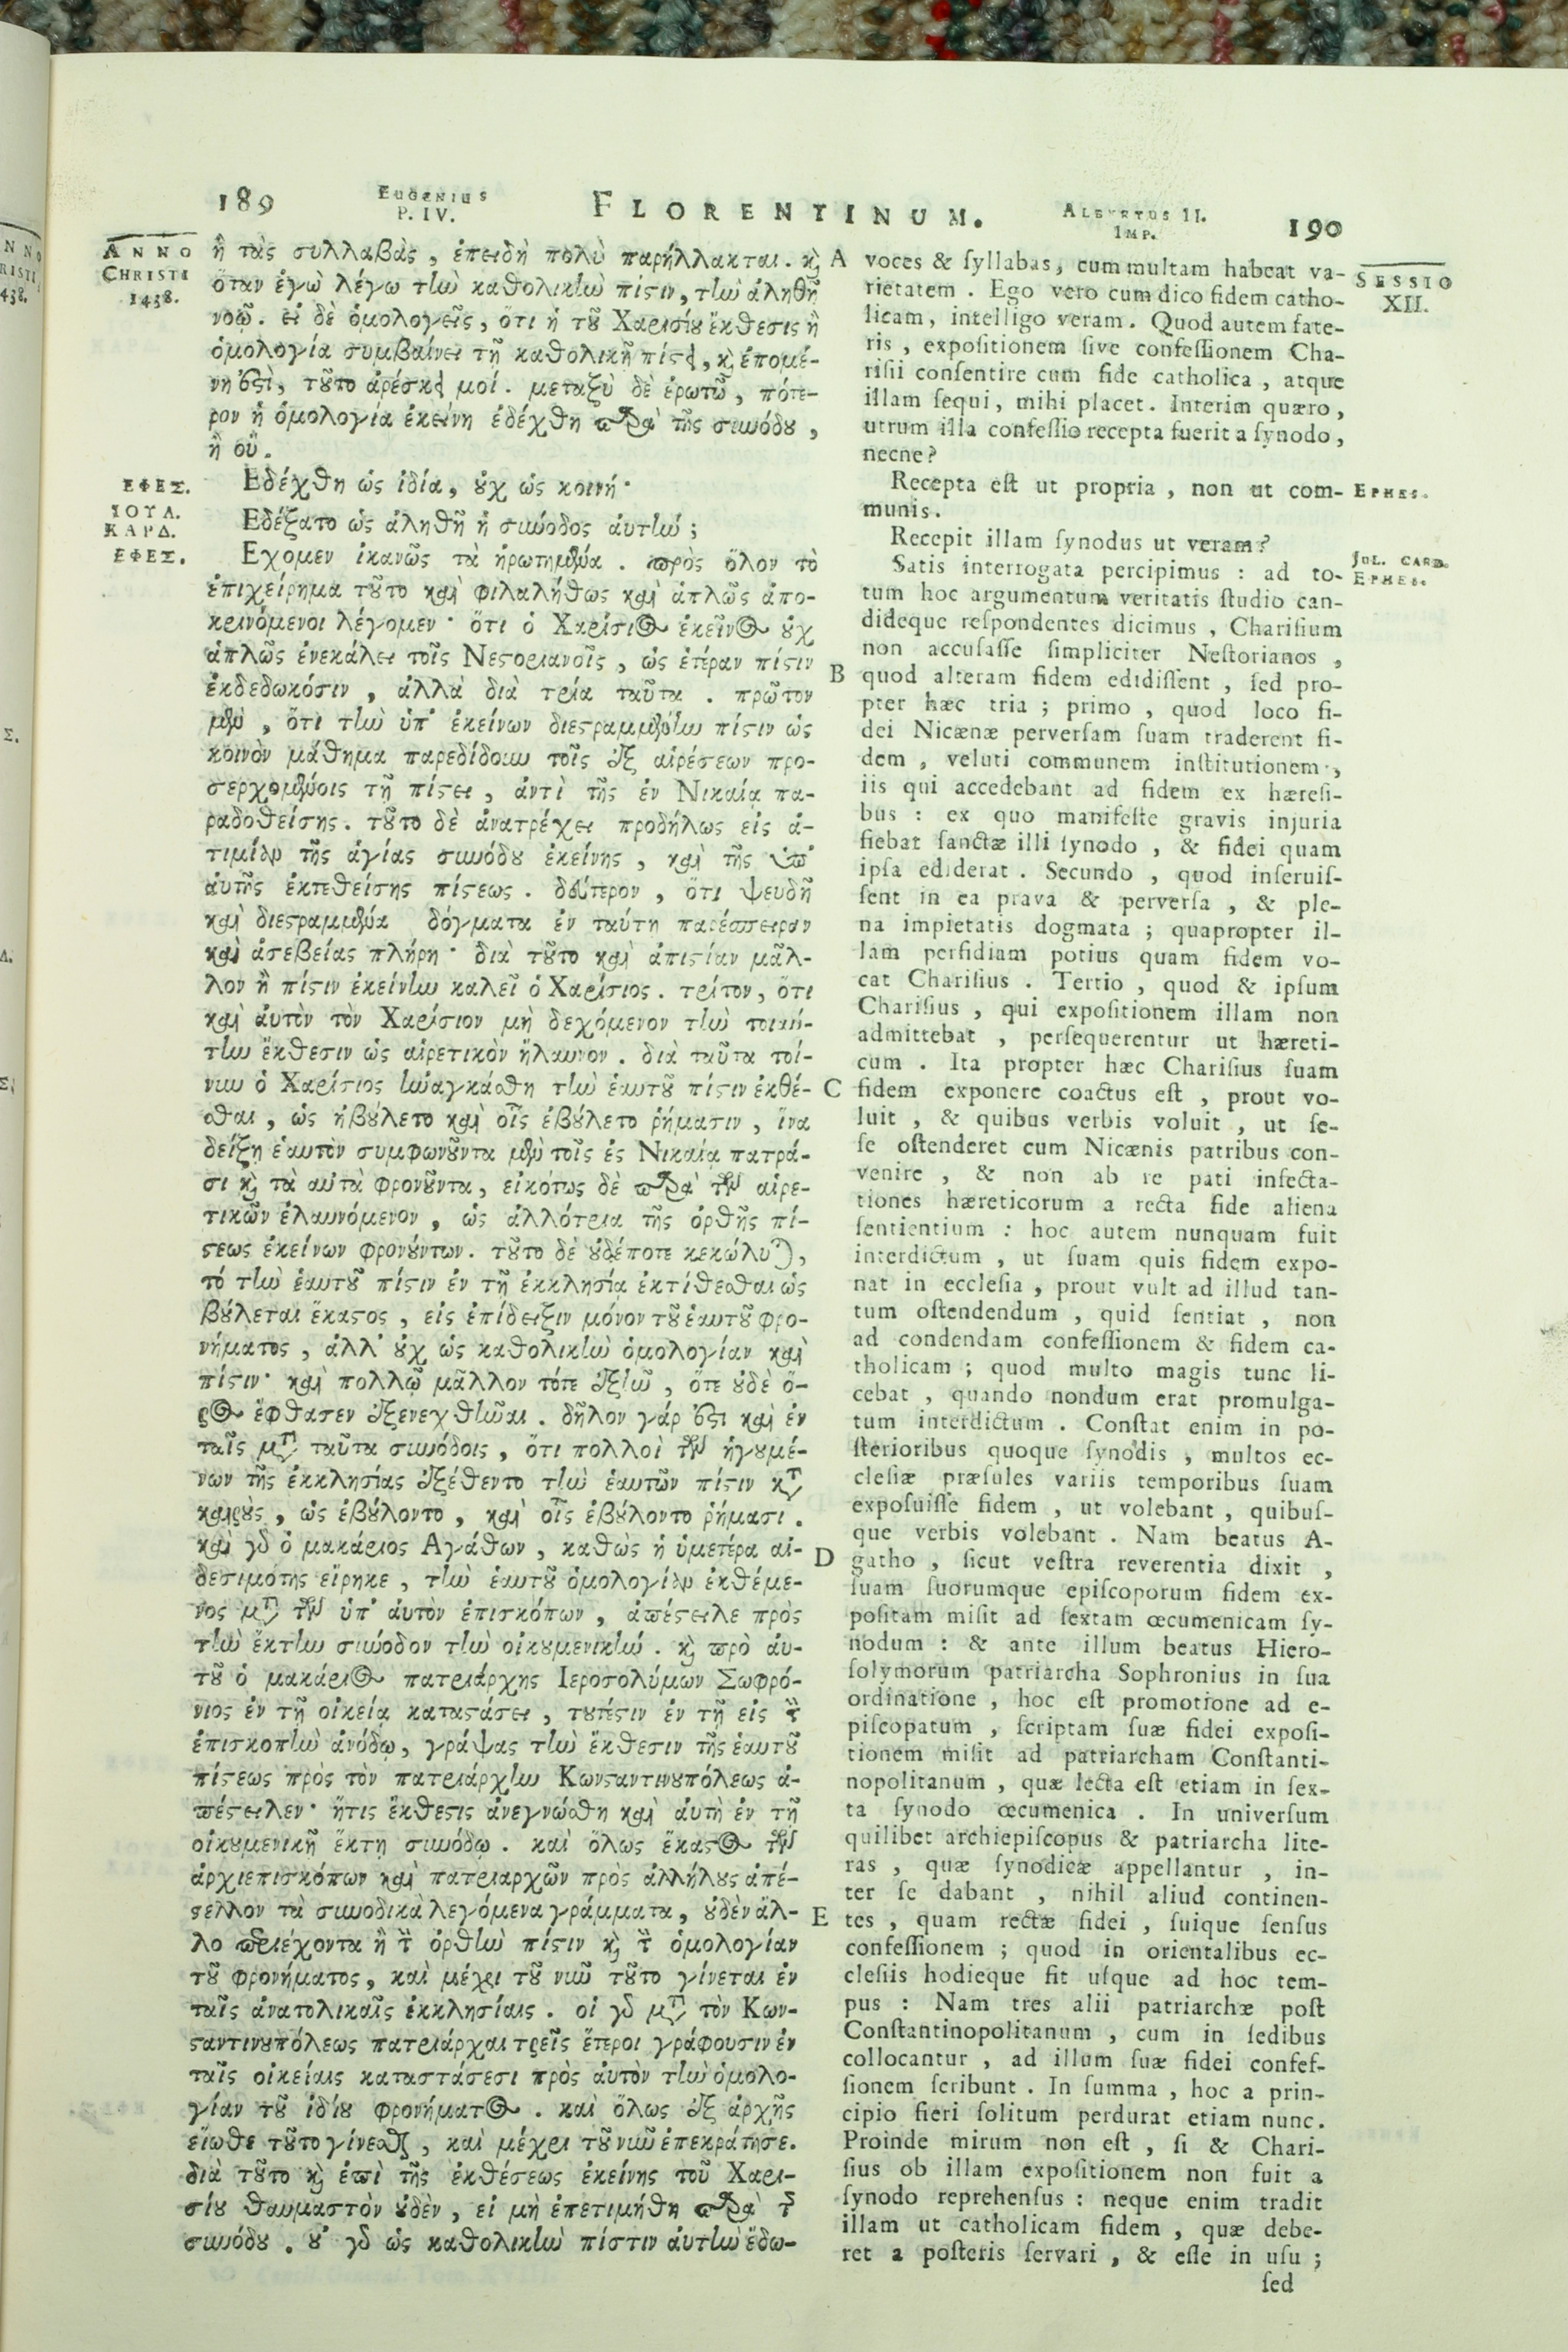 189
EUGENIUS
P. IV.
FLORENTINUM.
ALBERTUS II.
IMP.
190
ANNO
CHRISTI
1438.
ἢ τὰς συλλαβὰς, ἐπειδὴ πολὺ παρήλλακται. κὶ
ὅταν ἐγὼ λέγω τὴν καθολικὴν πίστιν, τὴν ἀληθῆ
νοῶ. εἰ δὲ ὁμολογεῖς, ὅτι ἡ τοῦ Χαρισίου ἔκθεσις ἢ
ὁμολογία συμβαίνει τῇ καθολικῇ πίστει, κὶ ἑπομέ-
νη ἐστὶ, τοῦτο ἀρέσκει μοί. μεταξὺ δὲ ἐρωτῶ, πότε-
ρον ἡ ὁμολογία ἐκείνη ἐδέχθη παρὰ τῆς συνόδου,
ἢ οὔ.
ΕΦΕΣ.
Εδέχθη ὡς ἰδία, οὐχ ὡς κοινή·
ΙΟΥΛ.
ΚΑΡΔ.
Εδέξατο ὡς ἀληθῆ ἡ σύνοδος αὐτήν;
ΕΦΕΣ.
Εχομεν ἱκανῶς τὰ ἠρωτημένα. πρὸς ὅλον τὸ
ἐπιχείρημα τοῦτο καὶ φιλαλήθως καὶ ἁπλῶς ἀπο-
κρινόμενοι λέγομεν· ὅτι ὁ Χαρίσιος ἐκεῖνος οὐχ
ἁπλῶς ἐνεκάλει τοῖς Νεστοριανοῖς, ὡς ἑτέραν πίστιν
ἐκδεδωκόσιν, ἀλλὰ διὰ τρία ταῦτα. πρῶτον
μὲν, ὅτι τὴν ὑπ' ἐκείνων διεστραμμένην πίστιν ὡς
κοινὸν μάθημα παρεδίδουν τοῖς ἐξ αἱρέσεων προ-
σερχομένοις τῇ πίστει, ἀντὶ τῆς ἐν Νικαίᾳ πα-
ραδοθείσης. τοῦτο δὲ ἀνατρέχει προδήλως εἰς ἀ-
τιμίαν τῆς ἁγίας συνόδου ἐκείνης, καὶ τῆς ὑπ'
αὐτῆς ἐκτεθείσης πίστεως. δεύτερον, ὅτι ψευδῆ
καὶ διεστραμμένα δόγματα ἐν ταύτῃ παρέσπειραν
καὶ ἀσεβείας πλήρη· διὰ τοῦτο καὶ ἀπιστίαν μᾶλ-
λον ἢ πίστιν ἐκείνην καλεῖ ὁ Χαρίσιος. τρίτον, ὅτι
καὶ αὐτὸν τὸν Χαρίσιον μὴ δεχόμενον τὴν τοιαύ-
την ἔκθεσιν ὡς αἱρετικὸν ἤλαυνον. διὰ ταῦτα τοί-
νυν ὁ Χαρίσιος ἠναγκάσθη τὴν ἑαυτοῦ πίστιν ἐκθέ-
σθαι, ὡς ἠβούλετο καὶ οἷς ἐβούλετο ῥήμασιν, ἵνα
δείξῃ ἑαυτὸν συμφωνοῦντα μὲν τοῖς ἐς Νικαίᾳ πατρά-
σι κὶ τὰ αὐτὰ φρονοῦντα, εἰκότως δὲ παρὰ τῶν αἱρε-
τικῶν ἐλαυνόμενον, ὡς ἀλλότρια τῆς ὀρθῆς πί-
στεως ἐκείνων φρονούντων. τοῦτο δὲ οὐδέποτε κεκώλυται,
τό τὴν ἑαυτοῦ πίστιν ἐν τῇ ἐκκλησίᾳ ἐκτίθεσθαι ὡς
βούλεται ἕκαστος, εἰς ἐπίδειξιν μόνον τοῦ ἑαυτοῦ φρο-
νήματος, ἀλλ' οὐχ ὡς καθολικὴν ὁμολογίαν καὶ
πίστιν· καὶ πολλῷ μᾶλλον τότε ἐξὴν, ὅτε οὐδὲ ὅ-
ρος ἔφθασεν ἐξενεχθῆναι. δῆλον γάρ ἐστι καὶ ἐν
ταῖς μετὰ ταῦτα συνόδοις, ὅτι πολλοὶ τῶν ἡγουμέ-
νων τῆς ἐκκλησίας ἐξέθεντο τὴν ἑαυτῶν πίστιν κατὰ
καιροὺς, ὡς ἐβούλοντο, καὶ οἷς ἐβούλοντο ῥήμασι.
καὶ γὰρ ὁ μακάριος Αγάθων, καθὼς ἡ ὑμετέρα αἰ-
δεσιμότης εἴρηκε, τὴν ἑαυτοῦ ὁμολογίαν ἐκθέμε-
νος μετὰ τῶν ὑπ' αὐτὸν ἐπισκόπων, ἀπέστειλε πρὸς
τὴν ἕκτην σύνοδον τὴν οἰκουμενικήν. κὶ πρὸ αὐ-
τοῦ ὁ μακάριος πατριάρχης Ιεροσολύμων Σωφρό-
νιος ἐν τῇ οἰκείᾳ καταστάσει, τουτέστιν ἐν τῇ εἰς τὴν
ἐπισκοπὴν ἀνόδῳ, γράψας τὴν ἔκθεσιν τῆς ἑαυτοῦ
πίστεως πρὸς τὸν πατριάρχην Κωνσταντινουπόλεως ἀ-
πέστειλεν· ἥτις ἔκθεσις ἀνεγνώσθη καὶ αὐτὴ ἐν τῇ
οἰκουμενικῇ ἕκτῃ συνόδῳ. καὶ ὅλως ἕκαστος τῶν
ἀρχιεπισκόπων καὶ πατριαρχῶν πρὸς ἀλλήλους ἀπέ-
στελλον τὰ συνοδικὰ λεγόμενα γράμματα, οὐδὲν ἄλ-
λο περιέχοντα ἢ τὴν ὀρθὴν πίστιν κὶ τὴν ὁμολογίαν
τοῦ φρονήματος, καὶ μέχρι τοῦ νῦν τοῦτο γίνεται ἐν
ταῖς ἀνατολικαῖς ἐκκλησίαις. οἱ γὰρ μετὰ τὸν Κων-
σταντινουπόλεως πατριάρχαι τρεῖς ἕτεροι γράφουσιν ἐν
ταῖς οἰκείαις καταστάσεσι πρὸς αὐτὸν τὴν ὁμολο-
γίαν τοῦ ἰδίου φρονήματος. καὶ ὅλως ἐξ ἀρχῆς
εἴωθε τοῦτο γίνεσθαι, καὶ μέχρι τοῦ νῦν ἐπεκράτησε.
διὰ τοῦτο κὶ ἐπὶ τῆς ἐκθέσεως ἐκείνης τοῦ Χαρι-
σίου θαυμαστὸν οὐδὲν, εἰ μὴ ἐπετιμήθη παρὰ τῆς
συνόδου. οὐ γὰρ ὡς καθολικὴν πίστιν αὐτὴν ἔδω-
A
B
C
D
E
voces & syllabas, cum multam habeat va-
rietatem. Ego vero cum dico fidem catho-
licam, intelligo veram. Quod autem fate-
ris, expositionem sive confessionem Cha-
risii consentire cum fide catholica, atque
illam sequi, mihi placet. Interim quæro,
utrum illa confessio recepta fuerit a synodo,
necne?
Recepta est ut propria, non ut com-
munis.
Recepit illam synodus ut veram?
Satis interrogata percipimus: ad to-
tum hoc argumentum veritatis studio can-
dideque respondentes dicimus, Charisium
non accusasse simpliciter Nestorianos,
quod alteram fidem edidissent, sed pro-
pter hæc tria; primo, quod loco fi-
dei Nicænæ perversam suam traderent fi-
dem, veluti communem institutionem,
iis qui accedebant ad fidem ex hæresi-
bus: ex quo manifeste gravis injuria
fiebat sanctæ illi synodo, & fidei quam
ipsa ediderat. Secundo, quod inseruis-
sent in ea prava & perversa, & ple-
na impietatis dogmata; quapropter il-
lam perfidiam potius quam fidem vo-
cat Charisius. Tertio, quod & ipsum
Charisius, qui expositionem illam non
admittebat, persequerentur ut hæreti-
cum. Ita propter hæc Charisius suam
fidem exponere coactus est, prout vo-
luit, & quibus verbis voluit, ut se-
se ostenderet cum Nicænis patribus con-
venire, & non ab re pati insecta-
tiones hæreticorum a recta fide aliena
sentientium: hoc autem nunquam fuit
interdictum, ut suam quis fidem expo-
nat in ecclesia, prout vult ad illud tan-
tum ostendendum, quid sentiat, non
ad condendam confessionem & fidem ca-
tholicam; quod multo magis tunc li-
cebat, quando nondum erat promulga-
tum interdictum. Constat enim in po-
sterioribus quoque synodis, multos ec-
clesiæ præsules variis temporibus suam
exposuisse fidem, ut volebant, quibus-
que verbis volebant. Nam beatus A-
gatho, sicut vestra reverentia dixit,
suam suorumque episcoporum fidem ex-
positam misit ad sextam œcumenicam sy-
nodum: & ante illum beatus Hiero-
solymorum patriarcha Sophronius in sua
ordinatione, hoc est promotione ad e-
piscopatum, scriptam suæ fidei exposi-
tionem misit ad patriarcham Constanti-
nopolitanum, quæ lecta est etiam in sex-
ta synodo œcumenica. In universum
quilibet archiepiscopus & patriarcha lite-
ras, quæ synodicæ appellantur, in-
ter se dabant, nihil aliud continen-
tes, quam rectæ fidei, suique sensus
confessionem; quod in orientalibus ec-
clesiis hodieque fit usque ad hoc tem-
pus: Nam tres alii patriarchæ post
Constantinopolitanum, cum in sedibus
collocantur, ad illum suæ fidei confes-
sionem scribunt. In summa, hoc a prin-
cipio fieri solitum perdurat etiam nunc.
Proinde mirum non est, si & Chari-
sius ob illam expositionem non fuit a
synodo reprehensus: neque enim tradit
illam ut catholicam fidem, quæ debe-
ret a posteris servari, & esse in usu;
sed
SESSIO
XII.
EPHES.
JUL. CARD.
EPHES.